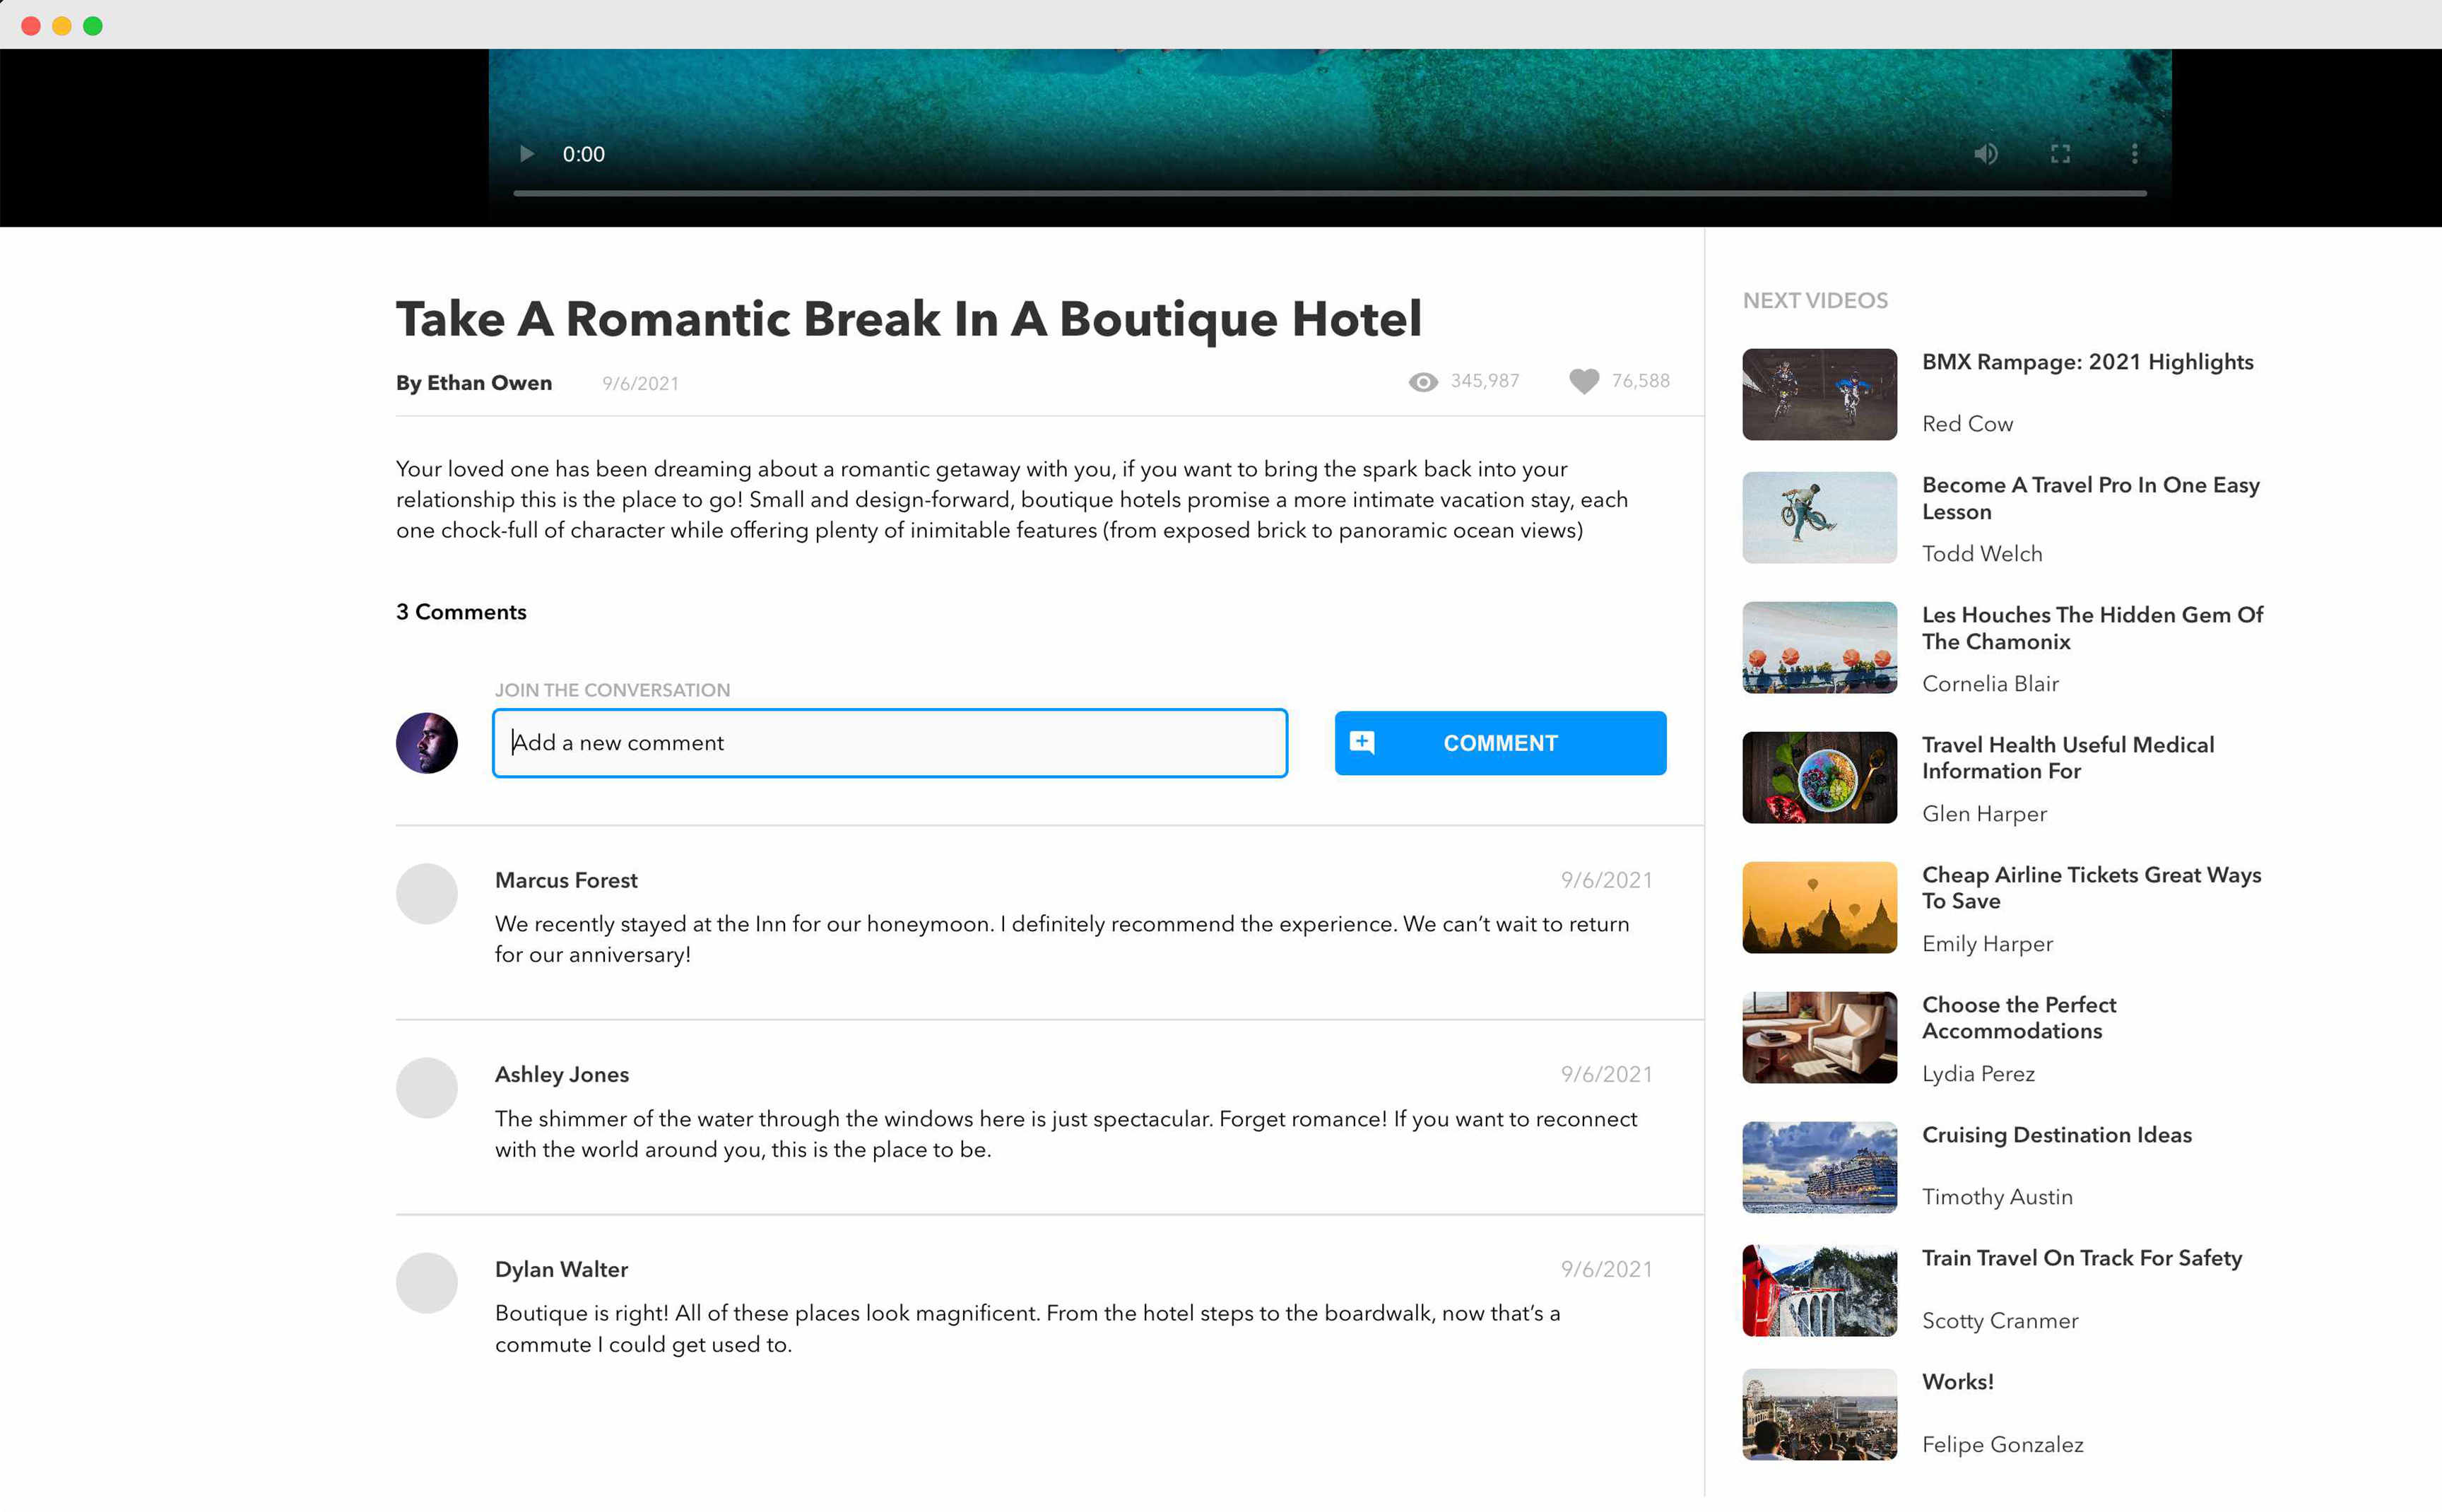 0:00
Take A Romantic Break In A Boutique Hotel
By Ethan Owen 9/6/2021 345,987 76,588
Your loved one has been dreaming about a romantic getaway with you, if you want to bring the spark back into your
relationship this is the place to go! Small and design-forward, boutique hotels promise a more intimate vacation stay, each
one chock-full of character while offering plenty of inimitable features (from exposed brick to panoramic ocean views)
3 Comments
JOIN THE CONVERSATION
Add a new comment
COMMENT
Marcus Forest 9/6/2021
We recently stayed at the Inn for our honeymoon. I definitely recommend the experience. We can’t wait to return
for our anniversary!
Ashley Jones 9/6/2021
The shimmer of the water through the windows here is just spectacular. Forget romance! If you want to reconnect
with the world around you, this is the place to be.
Dylan Walter 9/6/2021
Boutique is right! All of these places look magnificent. From the hotel steps to the boardwalk, now that’s a
commute I could get used to.
NEXT VIDEOS
BMX Rampage: 2021 Highlights
Red Cow
Become A Travel Pro In One Easy
Lesson
Todd Welch
Les Houches The Hidden Gem Of
The Chamonix
Cornelia Blair
Travel Health Useful Medical
Information For
Glen Harper
Cheap Airline Tickets Great Ways
To Save
Emily Harper
Choose the Perfect
Accommodations
Lydia Perez
Cruising Destination Ideas
Timothy Austin
Train Travel On Track For Safety
Scotty Cranmer
Works!
Felipe Gonzalez